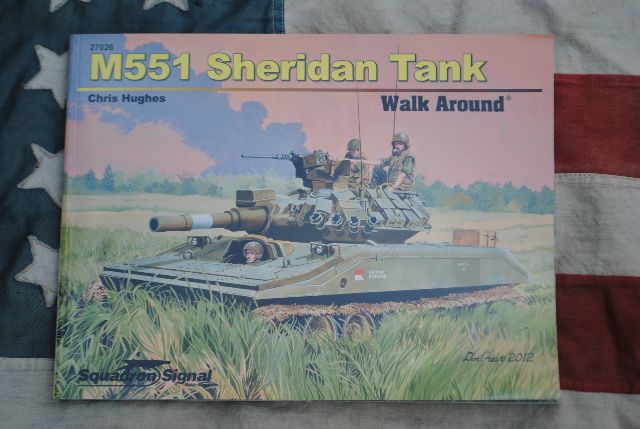 27026
M551 Sheridan Tank
Chris Hughes
Walk Around®
Squadron Signal
2012